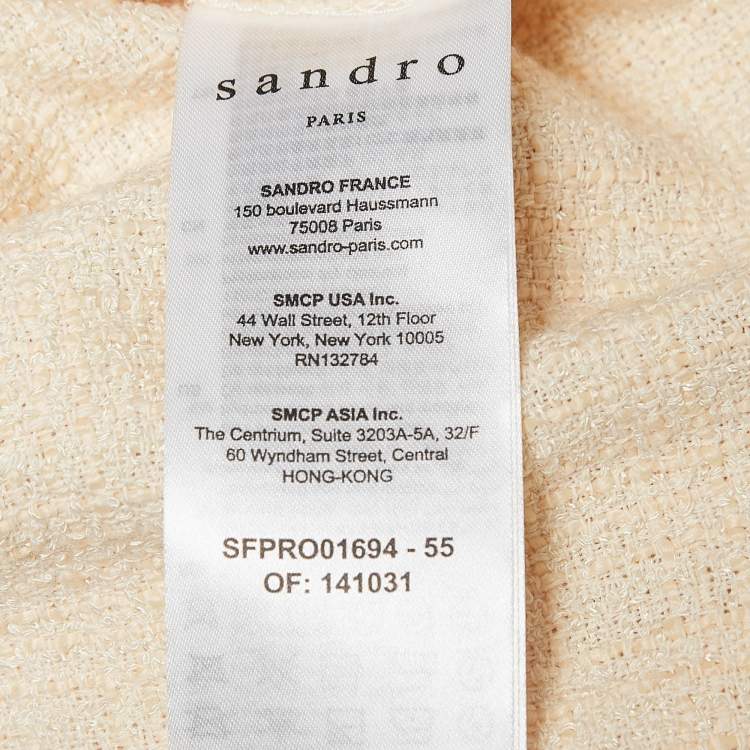 sandro
PARIS
SANDRO FRANCE
150 boulevard Haussmann
75008 Paris
www.sandro-paris.com
SMCP USA Inc.
44 Wall Street, 12th Floor
New York, New York 10005
RN132784
SMCP ASIA Inc.
The Centrium, Suite 3203A-5A, 32/F
60 Wyndham Street, Central
HONG-KONG
SFPRO01694 - 55
OF: 141031